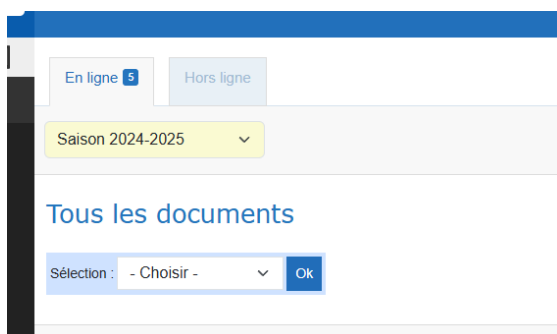 En ligne 5 Hors ligne
Saison 2024-2025
Tous les documents
Sélection : - Choisir - Ok